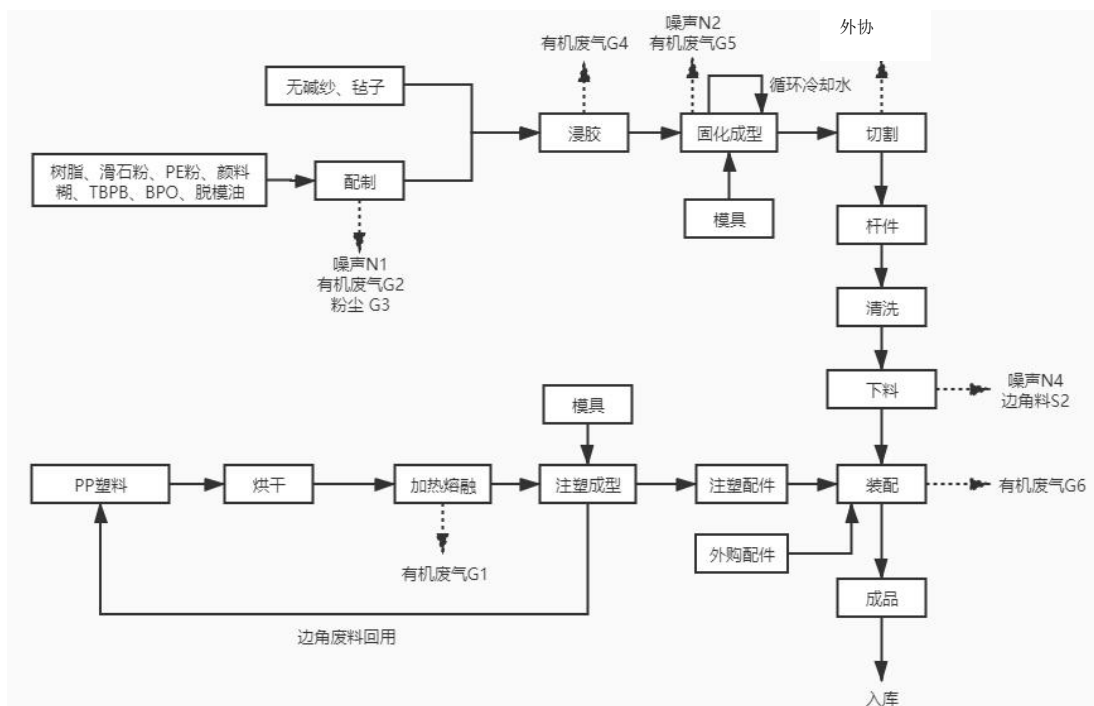 外协
噪声N2
有机废气G4
有机废气G5
无碱纱、毡子
循环冷却水
浸胶
固化成型
切割
树脂、滑石粉、PE粉、颜料
糊、TBPB、BPO、脱模油
配制
模具
杆件
噪声N1
有机废气G2
粉尘 G3
清洗
下料
噪声N4
边角料S2
模具
PP塑料
烘干
加热熔融
注塑成型
注塑配件
装配
有机废气G6
外购配件
有机废气G1
成品
边角废料回用
入库